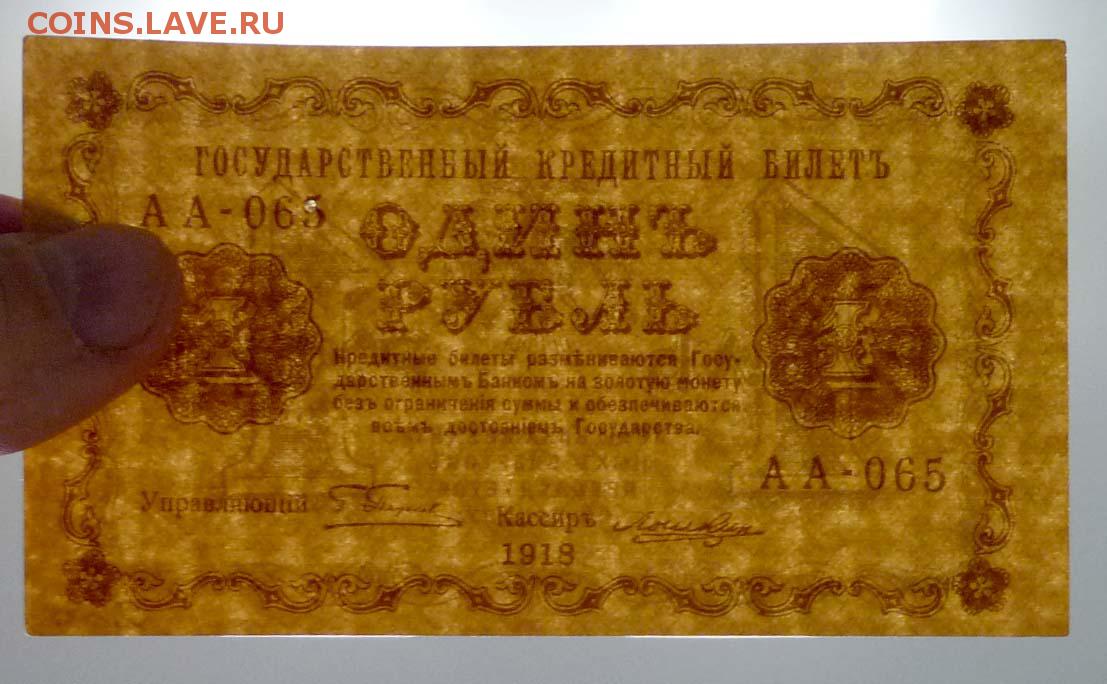 COINS.LAVE.RU
ГОСУДАРСТВЕННЫЙ КРЕДИТНЫЙ БИЛЕТЪ
АА-065
ОДИНЪ
РУБЛЬ
Кредитные билеты размѣниваются Госу-
дарственнымъ Банкомъ на золотую монету
безъ ограниченія суммы и обезпечиваются
всѣмъ достояніемъ Государства.
АА-065
Управляющій
Кассиръ
1918